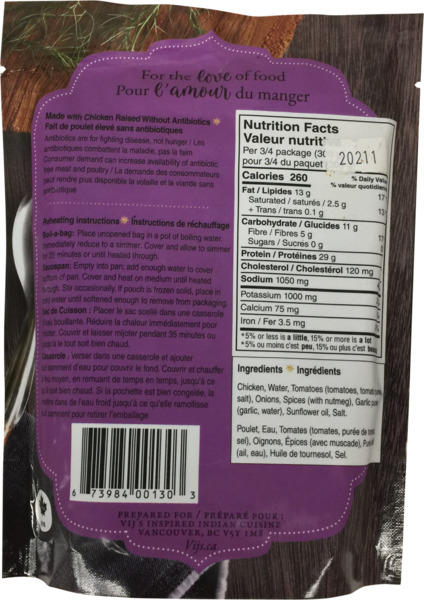 For the love of food
Pour l'amour du manger
Made with Chicken Raised Without Antibiotics
Fait de poulet élevé sans antibiotiques
Antibiotics are for fighting disease, not hunger / Les
antibiotiques combattent la maladie, pas la faim
Consumer demand can increase availability of antibiotic
free meat and poultry / La demande des consommateurs
peut rendre plus disponible la volaille et la viande sans
antibiotique
Reheating instructions Instructions de réchauffage
Boil-a-bag: Place unopened bag in a pot of boiling water.
Immediately reduce to a simmer. Cover and allow to simmer
for 35 minutes or until heated through.
Saucepan: Empty into pan; add enough water to cover
bottom of pan. Cover and heat on medium until heated
through. Stir occasionally. If pouch is frozen solid, place in
cold water until softened enough to remove from packaging.
Sac de Cuisson : Placer le sac scellé dans une casserole
d'eau bouillante. Réduire la chaleur immédiatement pour
mijoter. Couvrir et laisser mijoter pendant 35 minutes ou
jusqu'à ce le tout soit bien chaud.
Casserole : Verser dans une casserole et ajouter
suffisamment d'eau pour couvrir le fond. Couvrir et chauffer
à feu moyen, en remuant de temps en temps, jusqu'à ce
qu'il soit bien chaud. Si la pochette est bien congelée, la
mettre dans de l'eau froid jusqu'à ce qu'elle ramollisse
suffisamment pour retirer l'emballage
Nutrition Facts
Valeur nutrit
Per 3/4 package (30
pour 3/4 du paquet
20211
Calories 260
% Daily Value
% valeur quotidienne
Fat / Lipides 13 g 17
Saturated / saturés / 2.5 g
+ Trans / trans 0.1 g 13
Carbohydrate / Glucides 11 g
Fibre / Fibres 5 g
Sugars / Sucres 0 g
Protein / Protéines 29 g
Cholesterol / Cholestérol 120 mg
Sodium 1050 mg
Potassium 1000 mg
Calcium 75 mg
Iron / Fer 3.5 mg
*5% or less is a little, 15% or more is a lot
*5% ou moins c'est peu, 15% ou plus c'est beaucoup
Ingredients Ingrédients
Chicken, Water, Tomatoes (tomatoes, tomato
salt), Onions, Spices (with nutmeg), Garlic
(garlic, water), Sunflower oil, Salt.
Poulet, Eau, Tomates (tomates, purée de
sel), Oignons, Épices (avec muscade),
(ail, eau), Huile de tournesol, Sel.
6 73984 00130 3
PREPARED FOR / PRÉPARÉ POUR :
VIJ'S INSPIRED INDIAN CUISINE
VANCOUVER, BC V5Y 1M8
Vijs.ca